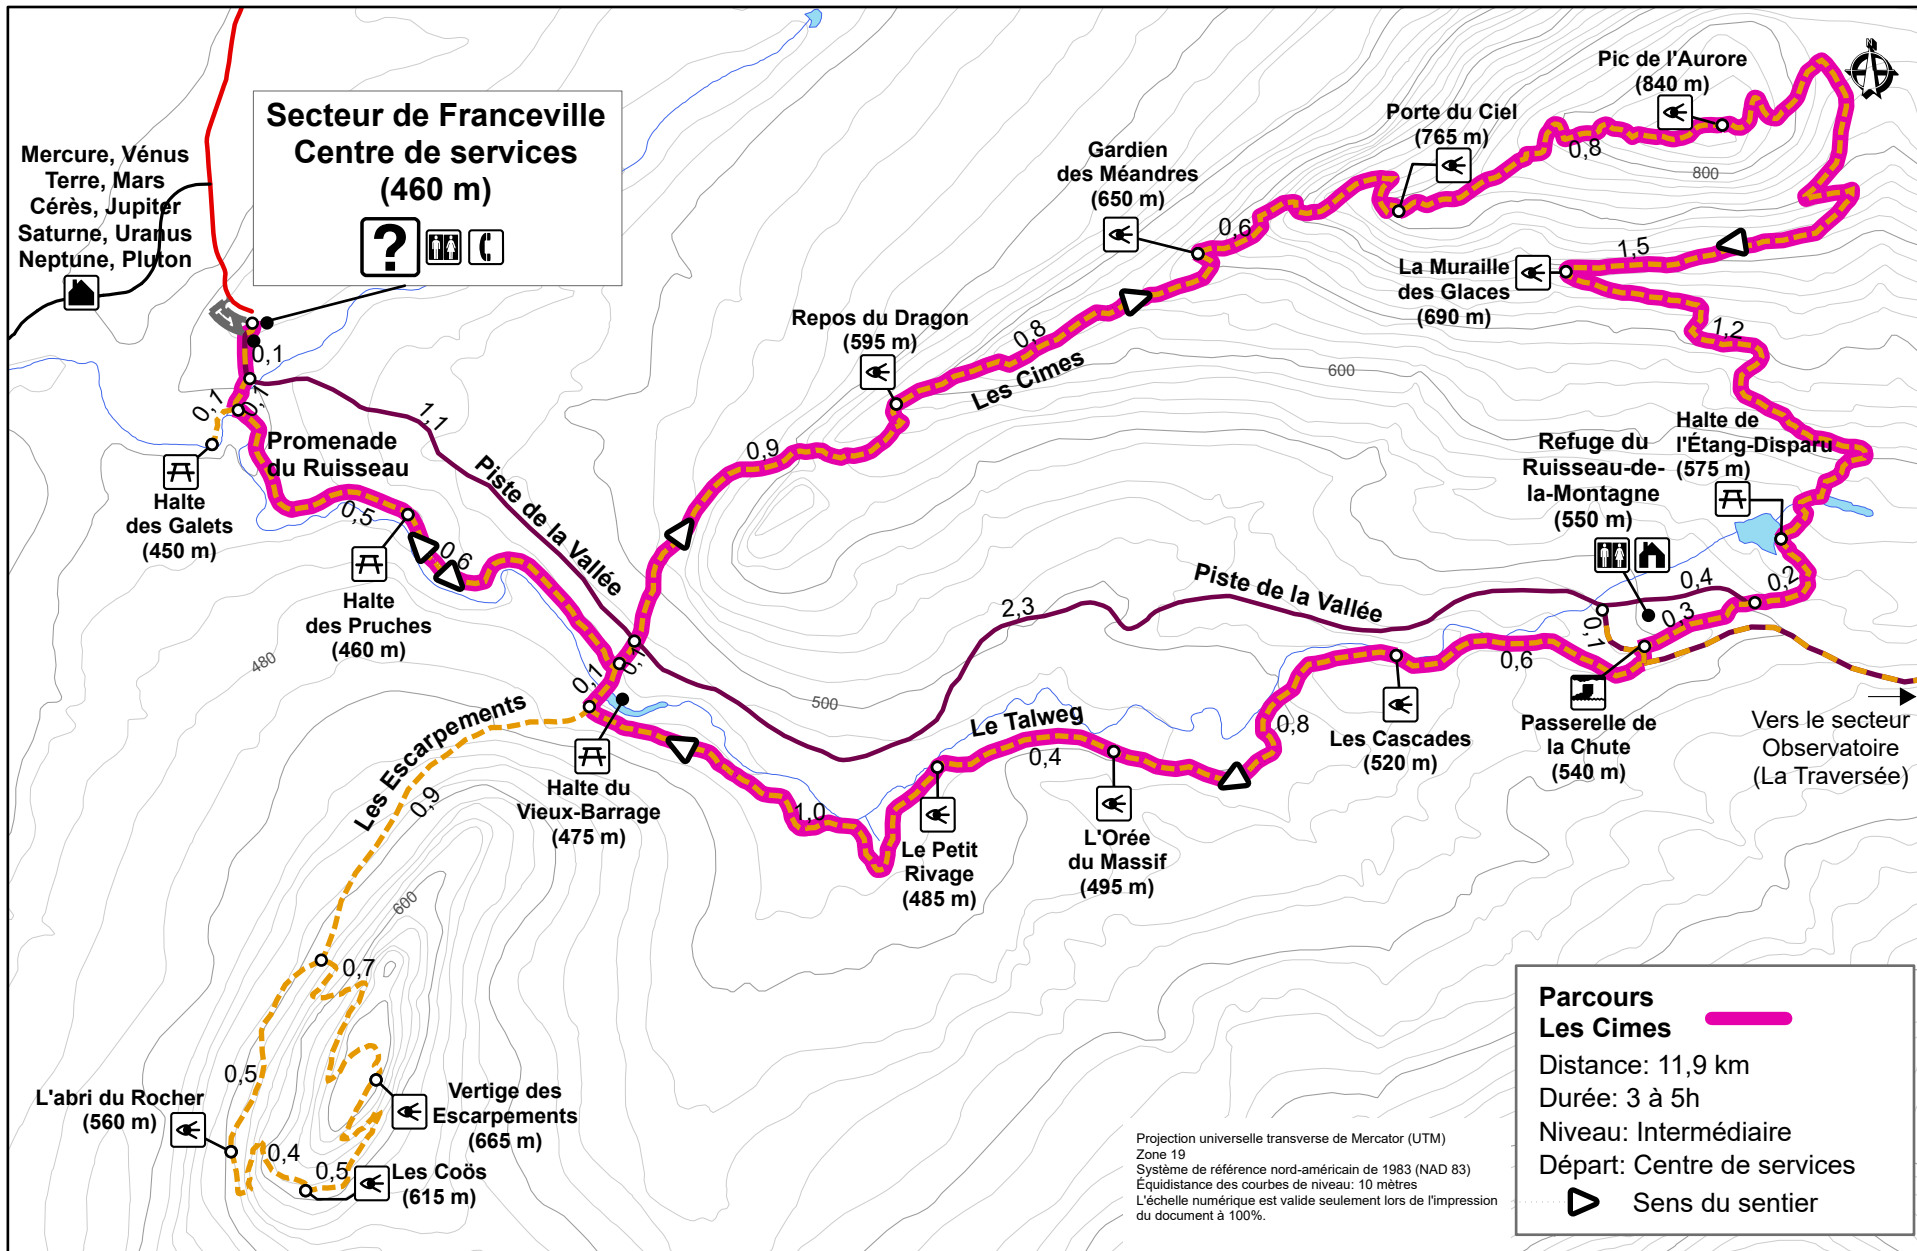 Secteur de Franceville
Centre de services
(460 m)
?
Mercure, Vénus
Terre, Mars
Cérès, Jupiter
Saturne, Uranus
Neptune, Pluton
N
Pic de l'Aurore
(840 m)
Porte du Ciel
(765 m)
Gardien
des Méandres
(650 m)
0,8
800
0,6
1,5
La Muraille
des Glaces
(690 m)
1,2
Repos du Dragon
(595 m)
0,8
Les Cimes
600
0,1
0,1
0,1
1,1
Promenade
du Ruisseau
0,9
Piste de la Vallée
Halte
des Galets
(450 m)
0,5
0,6
Halte
des Pruches
(460 m)
Halte de
l'Étang-Disparu
(575 m)
Refuge du
Ruisseau-de-
la-Montagne
(550 m)
0,2
0,4
0,3
0,1
Piste de la Vallée
2,3
480
0,1
0,1
500
0,6
Les Escarpements
0,9
Halte du
Vieux-Barrage
(475 m)
Le Talweg
0,4
0,8
1,0
Les Cascades
(520 m)
Passerelle de
la Chute
(540 m)
Vers le secteur
Observatoire
(La Traversée)
Le Petit
Rivage
(485 m)
L'Orée
du Massif
(495 m)
600
0,7
0,5
L'abri du Rocher
(560 m)
Vertige des
Escarpements
(665 m)
0,4
0,5
Les Coös
(615 m)
Projection universelle transverse de Mercator (UTM)
Zone 19
Système de référence nord-américain de 1983 (NAD 83)
Équidistance des courbes de niveau: 10 mètres
L'échelle numérique est valide seulement lors de l'impression
du document à 100%.
Parcours
Les Cimes
Distance: 11,9 km
Durée: 3 à 5h
Niveau: Intermédiaire
Départ: Centre de services
Sens du sentier